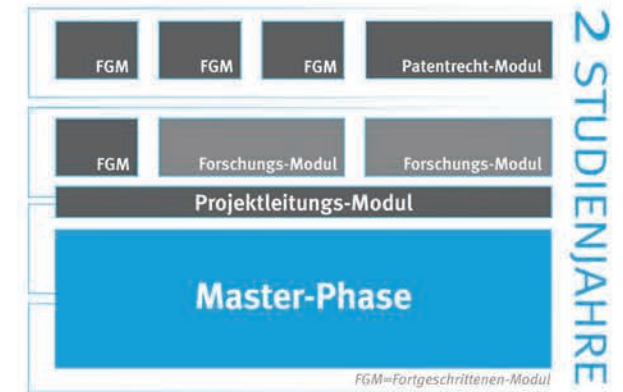 FGM
FGM
FGM
Patentrecht-Modul
FGM
Forschungs-Modul
Forschungs-Modul
Projektleitungs-Modul
Master-Phase
FGM=Fortgeschrittenen-Modul
2 STUDIENJAHRE